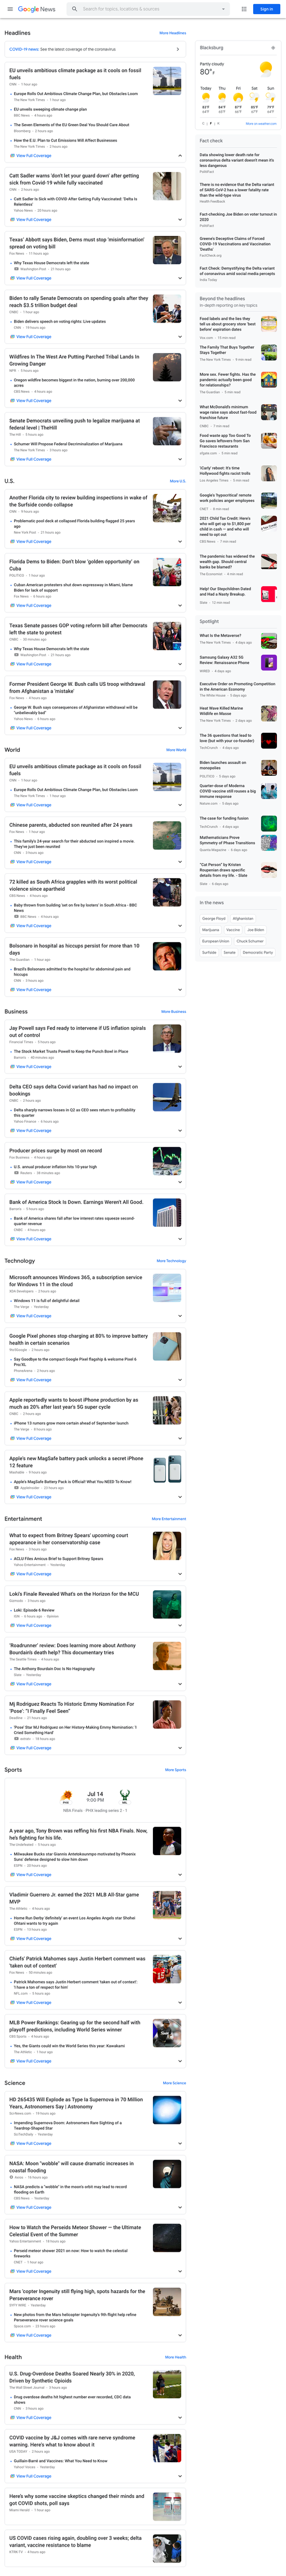 Google News
Search for topics, locations & sources
Sign in
Headlines
More Headlines
COVID-19 news: See the latest coverage of the coronavirus
EU unveils ambitious climate package as it cools on fossil
fuels
CNN • 1 hour ago
Europe Rolls Out Ambitious Climate Change Plan, but Obstacles Loom
The New York Times • 1 hour ago
EU unveils sweeping climate change plan
BBC News • 4 hours ago
The Seven Elements of the EU Green Deal You Should Care About
Bloomberg • 2 hours ago
How the E.U. Plan to Cut Emissions Will Affect Businesses
The New York Times • 3 hours ago
View Full Coverage
Catt Sadler warns 'don't let your guard down' after getting
sick from Covid-19 while fully vaccinated
CNN • 2 hours ago
Catt Sadler Is Sick with COVID After Getting Fully Vaccinated: 'Delta is
Relentless'
Yahoo News • 20 hours ago
View Full Coverage
Texas' Abbott says Biden, Dems must stop 'misinformation'
spread on voting bill
Fox News • 11 hours ago
Why Texas House Democrats left the state
Washington Post • 21 hours ago
View Full Coverage
Biden to rally Senate Democrats on spending goals after they
reach $3.5 trillion budget deal
CNBC • 1 hour ago
Biden delivers speech on voting rights: Live updates
CNN • 19 hours ago
View Full Coverage
Wildfires In The West Are Putting Parched Tribal Lands In
Growing Danger
NPR • 5 hours ago
Oregon wildfire becomes biggest in the nation, burning over 200,000
acres
CBS News • 4 hours ago
View Full Coverage
Senate Democrats unveiling push to legalize marijuana at
federal level | TheHill
The Hill • 5 hours ago
Schumer Will Propose Federal Decriminalization of Marijuana
The New York Times • 3 hours ago
View Full Coverage
U.S.
More U.S.
Another Florida city to review building inspections in wake of
the Surfside condo collapse
CNN • 9 hours ago
Problematic pool deck at collapsed Florida building flagged 25 years
ago
New York Post • 21 hours ago
View Full Coverage
Florida Dems to Biden: Don't blow 'golden opportunity' on
Cuba
POLITICO • 7 hours ago
Cuban American protesters shut down expressway in Miami, blame
Biden for lack of support
Fox News • 6 hours ago
View Full Coverage
Texas Senate passes GOP voting reform bill after Democrats
left the state to protest
CNBC • 30 minutes ago
Why Texas House Democrats left the state
Washington Post • 21 hours ago
View Full Coverage
Former President George W. Bush calls US troop withdrawal
from Afghanistan a 'mistake'
Fox News • 4 hours ago
George W. Bush says consequences of Afghanistan withdrawal will be
"unbelievably bad"
Yahoo News • 6 hours ago
View Full Coverage
World
More World
EU unveils ambitious climate package as it cools on fossil
fuels
CNN • 1 hour ago
Europe Rolls Out Ambitious Climate Change Plan, but Obstacles Loom
The New York Times • 1 hour ago
View Full Coverage
Chinese parents, abducted son reunited after 24 years
Fox News • 1 hour ago
This family's 24-year search for their abducted son inspired a movie.
They've just been reunited
CNN • 3 hours ago
View Full Coverage
72 killed as South Africa grapples with its worst political
violence since apartheid
CBS News • 4 hours ago
Baby thrown from building 'set on fire by looters' in South Africa - BBC
News
BBC News • 4 hours ago
View Full Coverage
Bolsonaro in hospital as hiccups persist for more than 10
days
The Guardian • 1 hour ago
Brazil's Bolsonaro admitted to the hospital for abdominal pain and
hiccups
CNN • 3 hours ago
View Full Coverage
Business
More Business
Jay Powell says Fed ready to intervene if US inflation spirals
out of control
Financial Times • 3 hours ago
The Stock Market Trusts Powell to Keep the Punch Bowl in Place
Barron's • 40 minutes ago
View Full Coverage
Delta CEO says delta Covid variant has had no impact on
bookings
CNBC • 2 hours ago
Delta sharply narrows losses in Q2 as CEO sees return to profitability
this quarter
Yahoo Finance • 5 hours ago
View Full Coverage
Producer prices surge by most on record
Fox Business • 4 hours ago
U.S. annual producer inflation hits 10-year high
Reuters • 38 minutes ago
View Full Coverage
Bank of America Stock Is Down. Earnings Weren't All Good.
Barron's • 3 hours ago
Bank of America shares fall after low interest rates squeeze second-
quarter revenue
CNBC • 4 hours ago
View Full Coverage
Technology
More Technology
Microsoft announces Windows 365, a subscription service
for Windows 11 in the cloud
XDA Developers • 2 hours ago
Windows 11 is full of delightful detail
The Verge • Yesterday
View Full Coverage
Google Pixel phones stop charging at 80% to improve battery
health in certain scenarios
9to5Google • 2 hours ago
Say Goodbye to the compact Google Pixel flagship & welcome Pixel 6
Pro/XL
PhoneArena • 3 hours ago
View Full Coverage
Apple reportedly wants to boost iPhone production by as
much as 20% after last year's 5G super cycle
CNBC • 2 hours ago
iPhone 13 rumors grow more certain ahead of September launch
The Verge • 8 hours ago
View Full Coverage
Apple's new MagSafe battery pack unlocks a secret iPhone
12 feature
Mashable • 8 hours ago
Apple's MagSafe Battery Pack is Official! What You NEED To Know!
AppleInsider • 23 hours ago
View Full Coverage
Entertainment
More Entertainment
What to expect from Britney Spears' upcoming court
appearance in her conservatorship case
Fox News • 5 hours ago
ACLU Files Amicus Brief to Support Britney Spears
Yahoo Entertainment • Yesterday
View Full Coverage
Loki's Finale Revealed What's on the Horizon for the MCU
Gizmodo • 3 hours ago
Loki: Episode 6 Review
IGN • 6 hours ago • Opinion
View Full Coverage
'Roadrunner' review: Does learning more about Anthony
Bourdain's death help? This documentary tries
The Seattle Times • 4 hours ago
The Anthony Bourdain Doc Is No Hagiography
Slate • Yesterday
View Full Coverage
Mj Rodriguez Reacts To Historic Emmy Nomination For
'Pose': "I Finally Feel Seen"
Deadline • 21 hours ago
'Pose' Star MJ Rodriguez on Her History-Making Emmy Nomination: 'I
Cried Something Hard'
extratv • 18 hours ago
View Full Coverage
Sports
More Sports
Jul 14
9:00 PM
PHX
MIL
NBA Finals · PHX leading series 2 - 1
A year ago, Tony Brown was reffing his first NBA Finals. Now,
he's fighting for his life.
The Undefeated • 3 hours ago
Milwaukee Bucks star Giannis Antetokounmpo motivated by Phoenix
Suns' defense designed to slow him down
ESPN • 20 hours ago
View Full Coverage
Vladimir Guerrero Jr. earned the 2021 MLB All-Star game
MVP
The Athletic • 4 hours ago
Home Run Derby 'definitely' an event Los Angeles Angels star Shohei
Ohtani wants to try again
ESPN • 13 hours ago
View Full Coverage
Chiefs' Patrick Mahomes says Justin Herbert comment was
'taken out of context'
Fox News • 59 minutes ago
Patrick Mahomes says Justin Herbert comment 'taken out of context':
'I have a ton of respect for him'
NFL.com • 5 hours ago
View Full Coverage
MLB Power Rankings: Gearing up for the second half with
playoff predictions, including World Series winner
CBS Sports • 4 hours ago
Yes, the Giants could win the World Series this year: Kawakami
The Athletic • 1 hour ago
View Full Coverage
Science
More Science
HD 265435 Will Explode as Type Ia Supernova in 70 Million
Years, Astronomers Say | Astronomy
Sci-News.com • 19 hours ago
Impending Supernova Doom: Astronomers Rare Sighting of a
Teardrop-Shaped Star
SciTechDaily • Yesterday
View Full Coverage
NASA: Moon "wobble" will cause dramatic increases in
coastal flooding
Axios • 16 hours ago
NASA predicts a "wobble" in the moon's orbit may lead to record
flooding on Earth
CBS News • Yesterday
View Full Coverage
How to Watch the Perseids Meteor Shower — the Ultimate
Celestial Event of the Summer
Yahoo Entertainment • 18 hours ago
Perseid meteor shower 2021 on now: How to watch the celestial
fireworks
CNET • 1 hour ago
View Full Coverage
Mars 'copter Ingenuity still flying high, spots hazards for the
Perseverance rover
SYFY WIRE • Yesterday
New photos from the Mars helicopter Ingenuity's 9th flight help refine
Perseverance rover science goals
Space.com • 23 hours ago
View Full Coverage
Health
More Health
U.S. Drug-Overdose Deaths Soared Nearly 30% in 2020,
Driven by Synthetic Opioids
The Wall Street Journal • 3 hours ago
Drug overdose deaths hit highest number ever recorded, CDC data
shows
CNN • 3 hours ago
View Full Coverage
COVID vaccine by J&J comes with rare nerve syndrome
warning. Here's what to know about it
USA TODAY • 2 hours ago
Guillain-Barré and Vaccines: What You Need to Know
Yahoo! Voices • Yesterday
View Full Coverage
Here's why some vaccine skeptics changed their minds and
got COVID shots, poll says
Miami Herald • 1 hour ago
US COVID cases rising again, doubling over 3 weeks; delta
variant, vaccine resistance to blame
KTRK-TV • 4 hours ago
Blacksburg
Partly cloudy
80°F
Today
Thu
Fri
Sat
Sun
More on weather.com
Fact check
Data showing lower death rate for
coronavirus delta variant doesn't mean it's
less dangerous
PolitiFact
There is no evidence that the Delta variant
of SARS-CoV-2 has a lower fatality rate
than the wild-type virus
Health Feedback
Fact-checking Joe Biden on voter turnout in
2020
PolitiFact
Greene's Deceptive Claims of Forced
COVID-19 Vaccinations and Vaccination
'Deaths'
FactCheck.org
Fact Check: Demystifying the Delta variant
of coronavirus amid social media percepts
India Today
Beyond the headlines
In-depth reporting on key topics
Food labels and the lies they
tell us about grocery store 'best
before' expiration dates
Vox.com • 15 min read
The Family That Buys Together
Stays Together
The New York Times • 9 min read
More sex. Fewer fights. Has the
pandemic actually been good
for relationships?
The Guardian • 5 min read
What McDonald's minimum
wage raise says about fast-food
franchise future
CNBC • 7 min read
Food waste app Too Good To
Go saves leftovers from San
Francisco restaurants
sfgate.com • 3 min read
'iCarly' reboot: It's time
Hollywood fights racist trolls
Los Angeles Times • 5 min read
Google's 'hypocritical' remote
work policies anger employees
CNET • 8 min read
2021 Child Tax Credit: Here's
who will get up to $1,800 per
child in cash — and who will
need to opt out
CBS News • 7 min read
The pandemic has widened the
wealth gap. Should central
banks be blamed?
The Economist • 4 min read
Help! Our Stepchildren Dated
and Had a Nasty Breakup
Slate • 12 min read
Spotlight
What Is the Metaverse?
The New York Times • 4 days ago
Samsung Galaxy A32 5G
Review: Renaissance Phone
WIRED • 4 days ago
Executive Order on Promoting Competition
in the American Economy
The White House • 5 days ago
Heat Wave Killed Marine
Wildlife en Masse
The New York Times • 2 days ago
The 26 questions that lead to
love (but with your co-founder)
TechCrunch • 4 days ago
Biden launches assault on
monopolies
POLITICO • 5 days ago
Quarter-dose of Moderna
COVID vaccine still rouses a big
immune response
Nature.com • 5 days ago
The case for funding fusion
TechCrunch • 4 days ago
Mathematicians Prove
Symmetry of Phase Transitions
Quanta Magazine • 6 days ago
"Cat Person" by Kristen
Roupenian draws specific
details from my life. - Slate
Slate • 6 days ago
In the news
George Floyd
Afghanistan
Marijuana
Vaccine
Joe Biden
European Union
Chuck Schumer
Surfside
Senate
Democratic Party